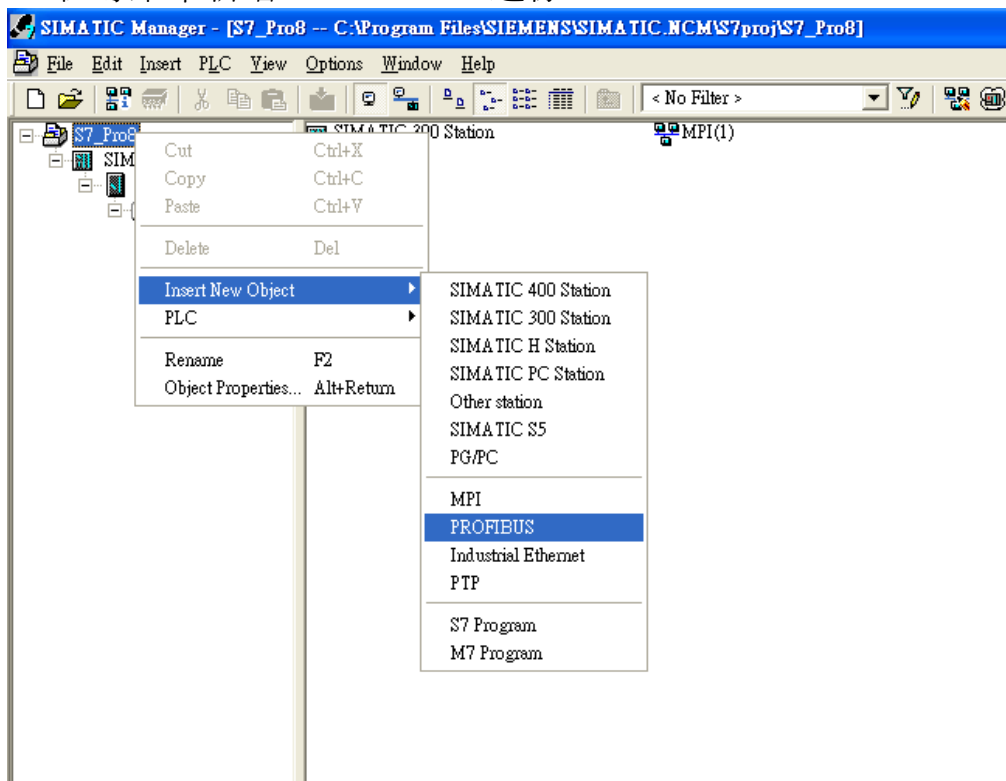 SIMATIC Manager - [S7_Pro8 -- C:\Program Files\SIEMENS\SIMATIC.NCM\S7proj\S7_Pro8]
File Edit Insert PLC View Options Window Help
< No Filter >
S7_Pro8
SIM
SIMATIC 300 Station
MPI(1)
Cut Ctrl+X
Copy Ctrl+C
Paste Ctrl+V
Delete Del
Insert New Object
PLC
Rename F2
Object Properties... Alt+Return
SIMATIC 400 Station
SIMATIC 300 Station
SIMATIC H Station
SIMATIC PC Station
Other station
SIMATIC S5
PG/PC
MPI
PROFIBUS
Industrial Ethernet
PTP
S7 Program
M7 Program